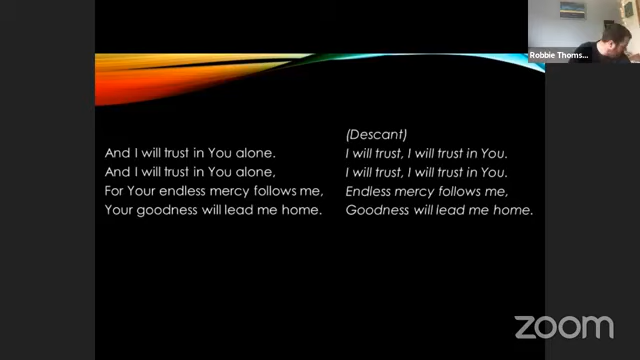 Robbie Thoms...
And I will trust in You alone.
And I will trust in You alone,
For Your endless mercy follows me,
Your goodness will lead me home.
(Descant)
I will trust, I will trust in You.
I will trust, I will trust in You.
Endless mercy follows me,
Goodness will lead me home.
zoom